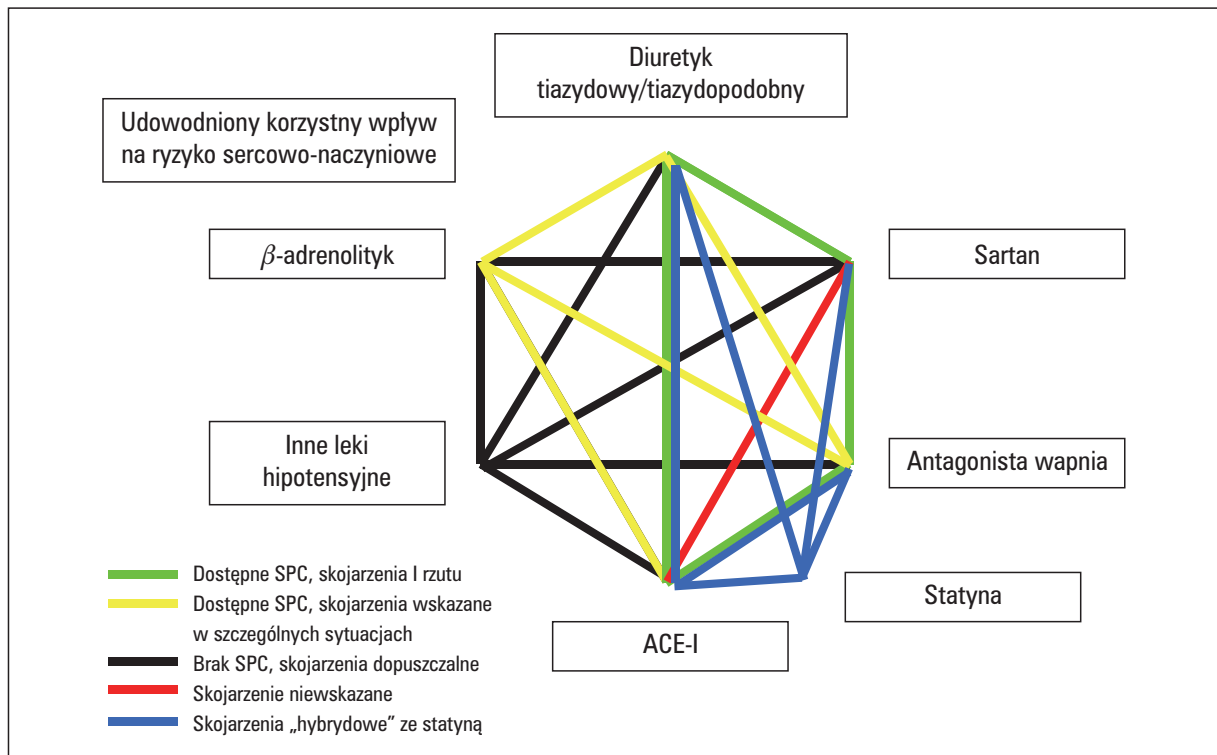 Diuretyk
tiazydowy/tiazydopodobny
Udowodniony korzystny wpływ
na ryzyko sercowo-naczyniowe
β-adrenolityk
Sartan
Inne leki
hipotensyjne
Antagonista wapnia
Statyna
ACE-I
Dostępne SPC, skojarzenia I rzutu
Dostępne SPC, skojarzenia wskazane
w szczególnych sytuacjach
Brak SPC, skojarzenia dopuszczalne
Skojarzenie niewskazane
Skojarzenia „hybrydowe” ze statyną